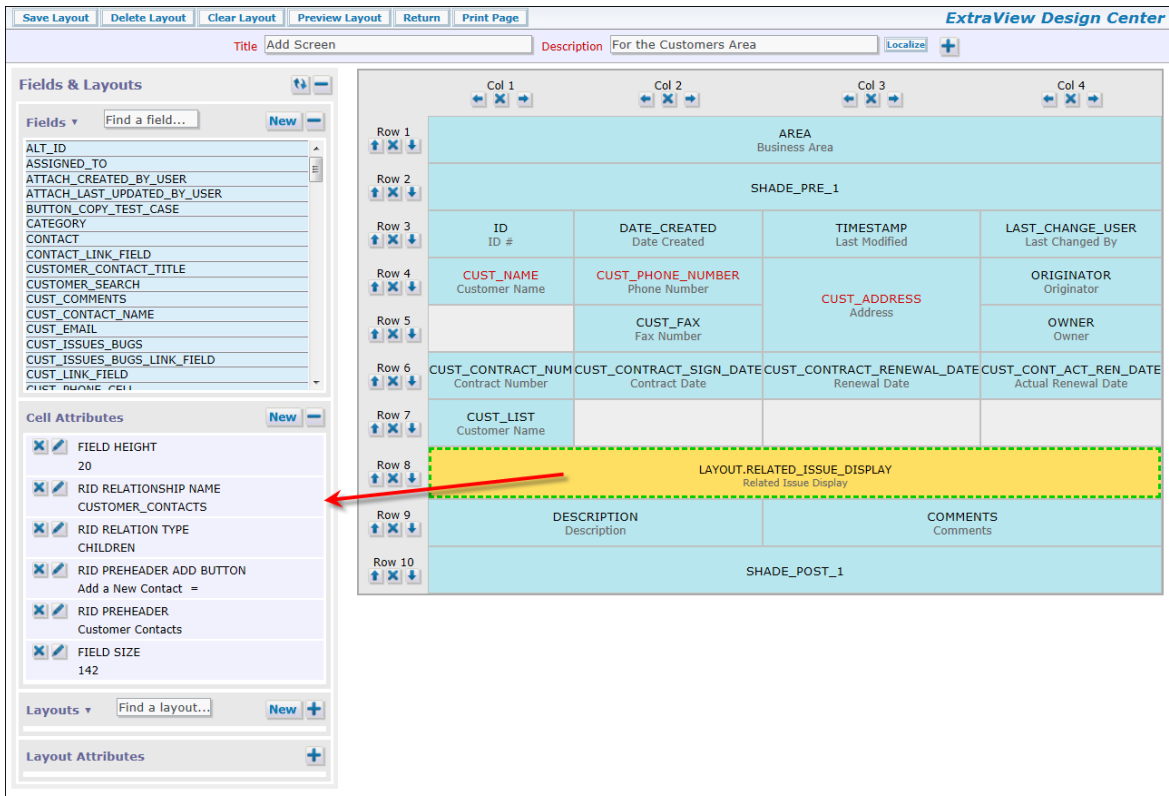 Save Layout Delete Layout Clear Layout Preview Layout Return Print Page ExtraView Design Center
Title Add Screen Description For the Customers Area Localize
Fields & Layouts
Fields Find a field... New
ALT_ID
ASSIGNED_TO
ATTACH_CREATED_BY_USER
ATTACH_LAST_UPDATED_BY_USER
BUTTON_COPY_TEST_CASE
CATEGORY
CONTACT
CONTACT_LINK_FIELD
CUSTOMER_CONTACT_TITLE
CUSTOMER_SEARCH
CUST_COMMENTS
CUST_CONTACT_NAME
CUST_EMAIL
CUST_ISSUES_BUGS
CUST_ISSUES_BUGS_LINK_FIELD
CUST_LINK_FIELD
CUST_PHONE_CELL
Cell Attributes New
FIELD HEIGHT
20
RID RELATIONSHIP NAME
CUSTOMER_CONTACTS
RID RELATION TYPE
CHILDREN
RID PREHEADER ADD BUTTON
Add a New Contact =
RID PREHEADER
Customer Contacts
FIELD SIZE
142
Layouts Find a layout... New
Layout Attributes
Col 1 Col 2 Col 3 Col 4
Row 1 AREA
Business Area
Row 2 SHADE_PRE_1
Row 3 ID DATE_CREATED TIMESTAMP LAST_CHANGE_USER
ID # Date Created Last Modified Last Changed By
Row 4 CUST_NAME CUST_PHONE_NUMBER ORIGINATOR
Customer Name Phone Number Originator
CUST_ADDRESS
Address
Row 5 CUST_FAX OWNER
Fax Number Owner
Row 6 CUST_CONTRACT_NUM CUST_CONTRACT_SIGN_DATE CUST_CONTRACT_RENEWAL_DATE CUST_CONT_ACT_REN_DATE
Contract Number Contract Date Renewal Date Actual Renewal Date
Row 7 CUST_LIST
Customer Name
Row 8 LAYOUT.RELATED_ISSUE_DISPLAY
Related Issue Display
Row 9 DESCRIPTION COMMENTS
Description Comments
Row 10 SHADE_POST_1